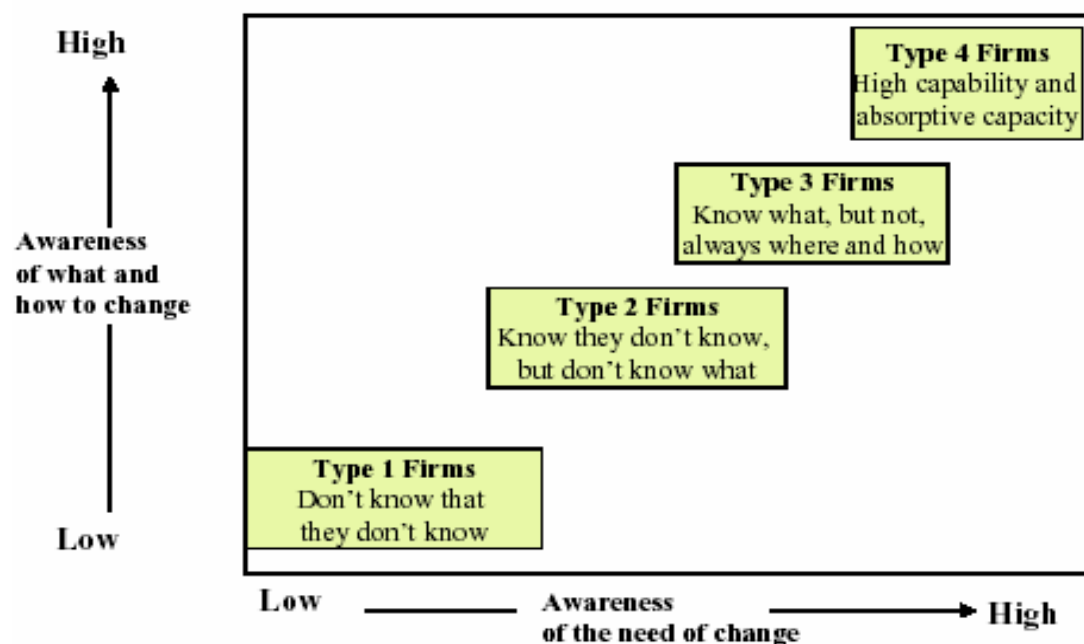 High
Type 4 Firms
High capability and
absorptive capacity
Type 3 Firms
Know what, but not,
always where and how
Awareness
of what and
how to change
Type 2 Firms
Know they don't know,
but don't know what
Type 1 Firms
Don't know that
they don't know
Low
Low
Awareness
of the need of change
High